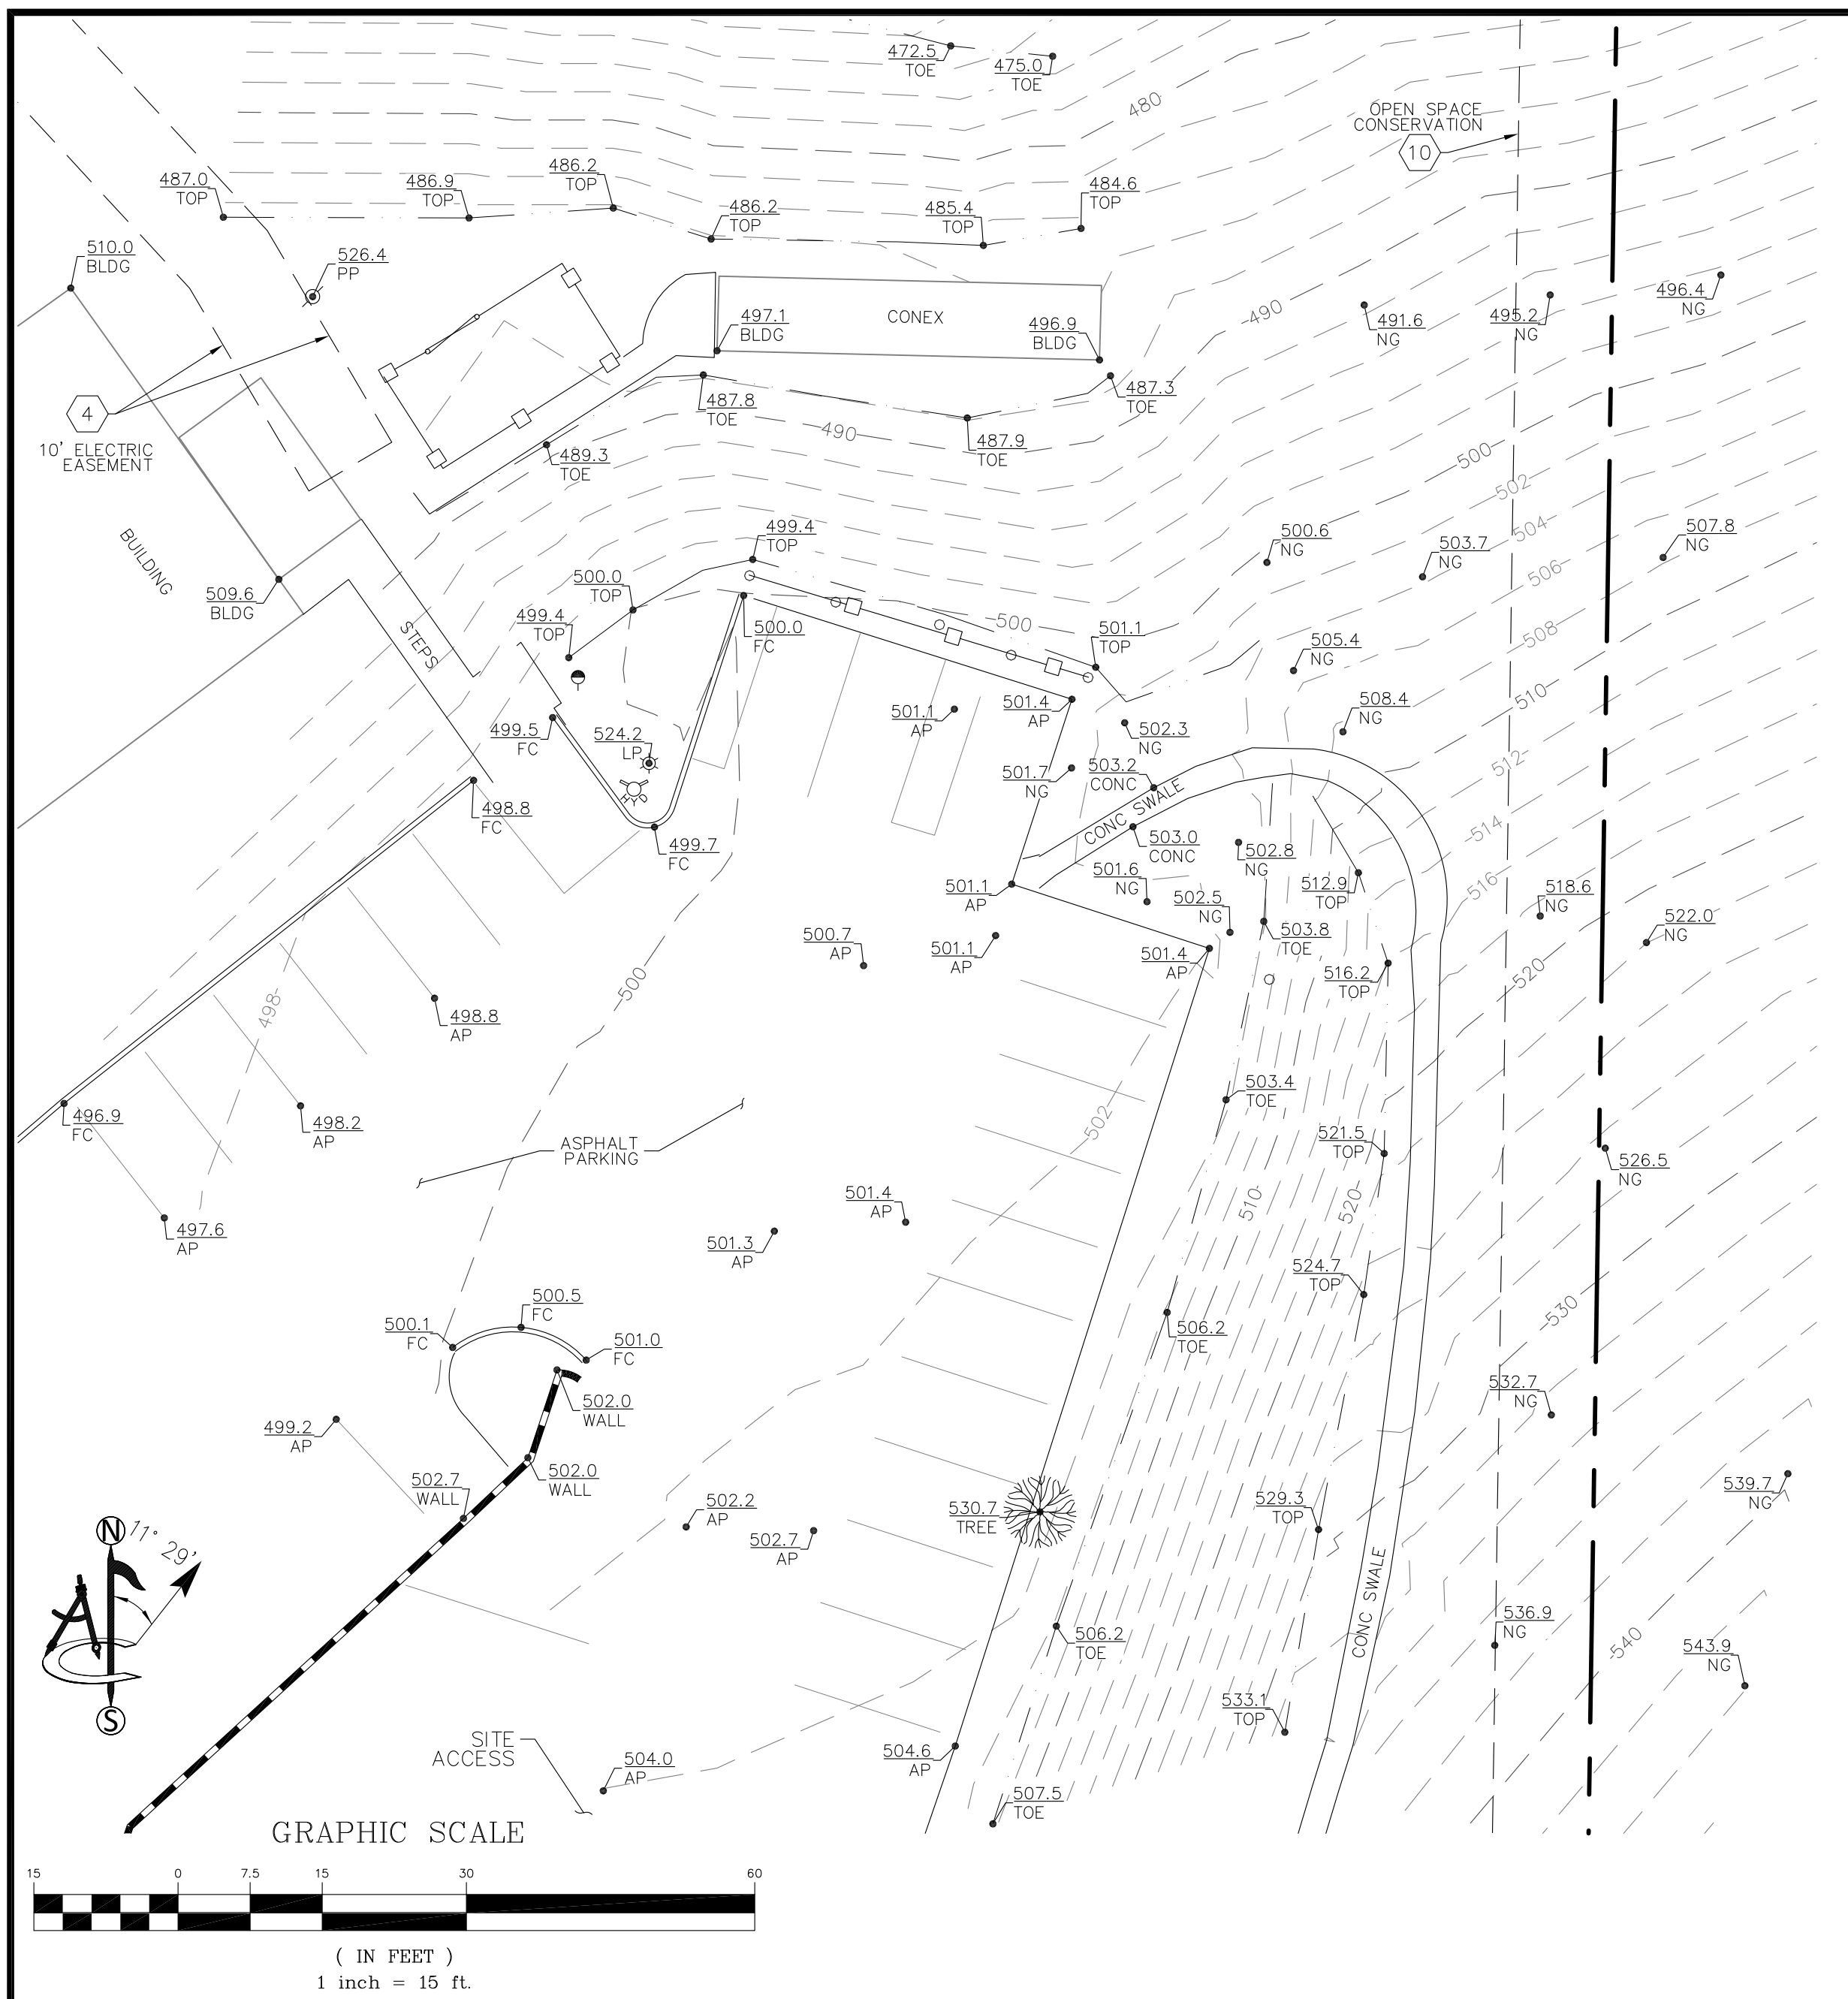 472.5
TOE
475.0
TOE
480
OPEN SPACE
CONSERVATION
10
487.0
TOP
486.9
TOP
486.2
TOP
486.2
TOP
485.4
TOP
484.6
TOP
510.0
BLDG
526.4
PP
497.1
BLDG
CONEX
496.9
BLDG
490
491.6
NG
495.2
NG
496.4
NG
4
10' ELECTRIC
EASEMENT
487.8
TOE
487.3
TOE
490
487.9
TOE
489.3
TOE
500
502
504
506
508
510
512
514
516
520
BUILDING
509.6
BLDG
STEPS
499.4
TOP
500.0
TOP
499.4
TOP
500.0
FC
500
501.1
TOP
500.6
NG
503.7
NG
507.8
NG
505.4
NG
508.4
NG
499.5
FC
524.2
LP
HYD
501.1
AP
501.4
AP
502.3
NG
501.7
NG
503.2
CONC
CONC SWALE
503.0
CONC
498.8
FC
499.7
FC
502.8
NG
501.6
NG
502.5
NG
512.9
TOP
501.1
AP
503.8
TOE
518.6
NG
522.0
NG
500.7
AP
501.1
AP
501.4
AP
516.2
TOP
500
498
498.8
AP
496.9
FC
498.2
AP
ASPHALT
PARKING
502
503.4
TOE
521.5
TOP
526.5
NG
497.6
AP
501.4
AP
501.3
AP
510
520
524.7
TOP
530
500.5
FC
500.1
FC
501.0
FC
506.2
TOE
502.0
WALL
532.7
NG
499.2
AP
502.7
WALL
502.0
WALL
502.2
AP
502.7
AP
530.7
TREE
529.3
TOP
539.7
NG
N
11° 29'
S
CONC SWALE
506.2
TOE
536.9
NG
540
543.9
NG
533.1
TOP
SITE
ACCESS
504.0
AP
504.6
AP
507.5
TOE
GRAPHIC SCALE
15 0 7.5 15 30 60
( IN FEET )
1 inch = 15 ft.